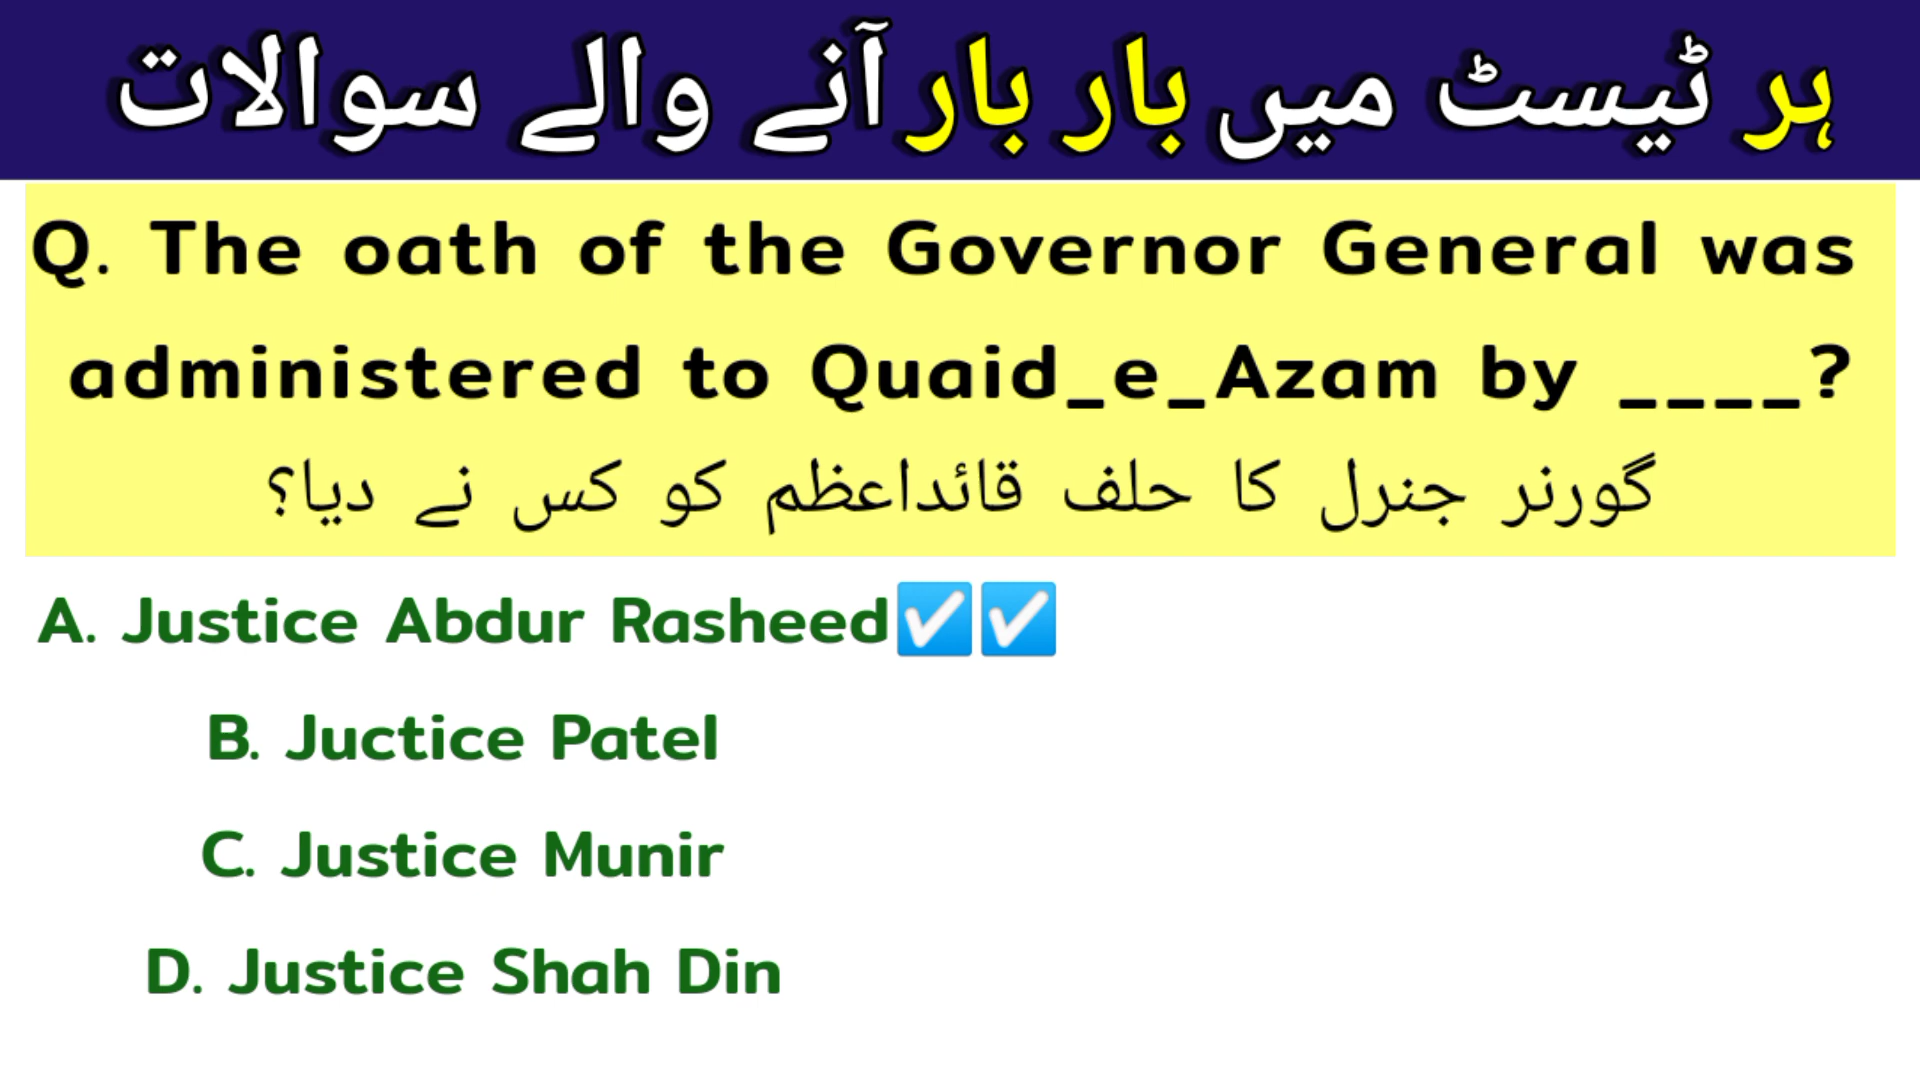 ہر ٹیسٹ میں بار بار آنے والے سوالات
Q. The oath of the Governor General was
administered to Quaid_e_Azam by ____?
گورنر جنرل کا حلف قائداعظم کو کس نے دیا؟
A. Justice Abdur Rasheed☑️☑️
B. Juctice Patel
C. Justice Munir
D. Justice Shah Din